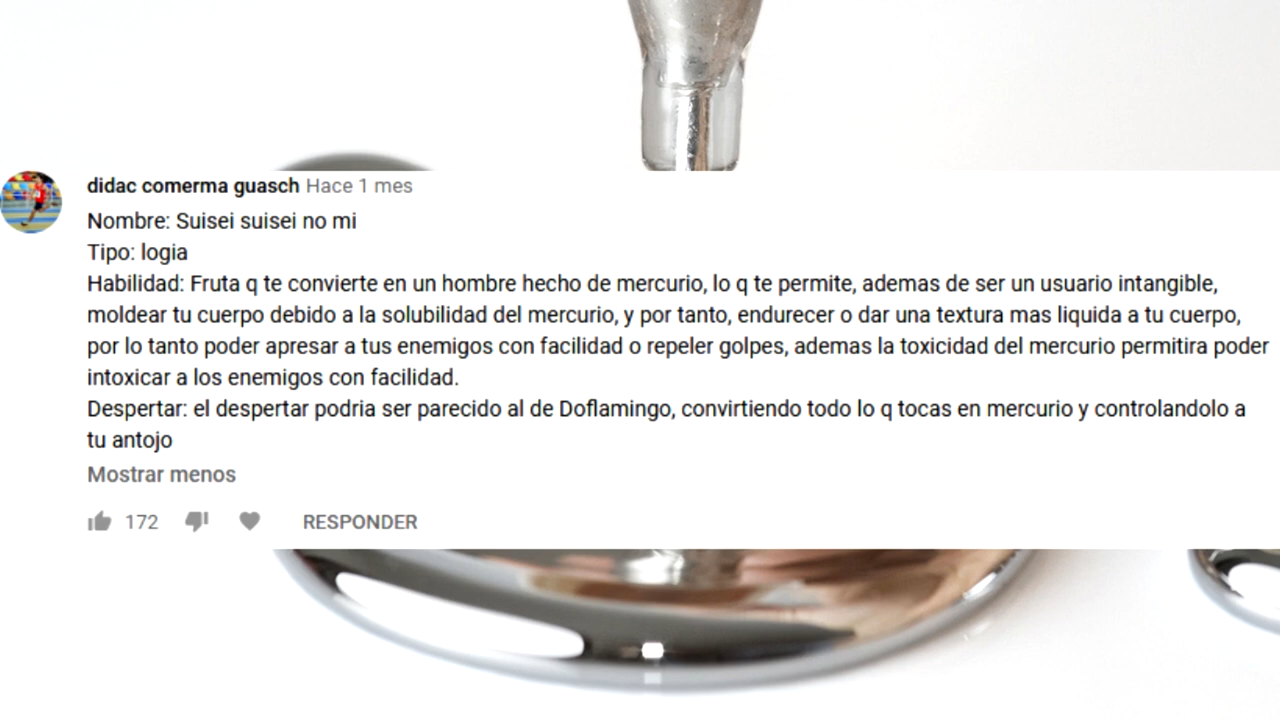 didac comerma guasch Hace 1 mes
Nombre: Suisei suisei no mi
Tipo: logia
Habilidad: Fruta q te convierte en un hombre hecho de mercurio, lo q te permite, ademas de ser un usuario intangible,
moldear tu cuerpo debido a la solubilidad del mercurio, y por tanto, endurecer o dar una textura mas liquida a tu cuerpo,
por lo tanto poder apresar a tus enemigos con facilidad o repeler golpes, ademas la toxicidad del mercurio permitira poder
intoxicar a los enemigos con facilidad.
Despertar: el despertar podria ser parecido al de Doflamingo, convirtiendo todo lo q tocas en mercurio y controlandolo a
tu antojo
Mostrar menos
172 RESPONDER